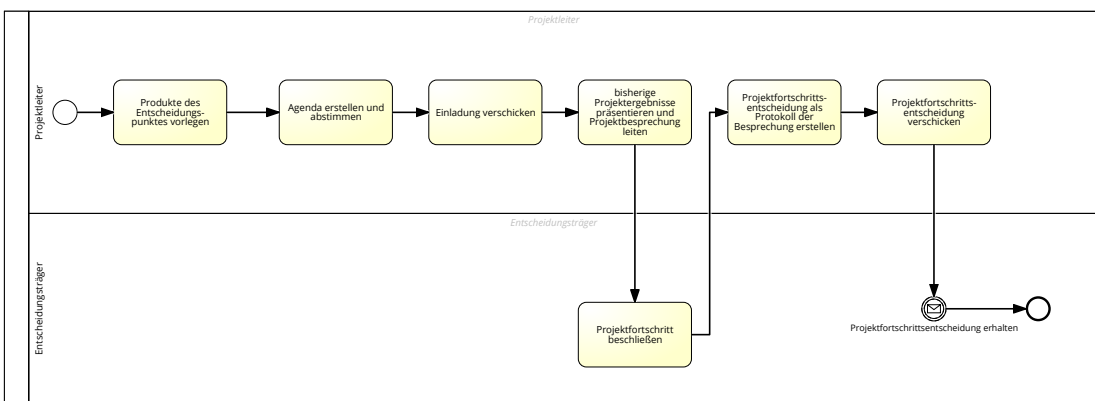 Projektleiter
Projektleiter
Produkte des
Entscheidungs-
punktes vorlegen
Agenda erstellen und
abstimmen
Einladung verschicken
bisherige
Projektergebnisse
präsentieren und
Projektbesprechung
leiten
Projektfortschritts-
entscheidung als
Protokoll der
Besprechung erstellen
Projektfortschritts-
entscheidung
verschicken
Entscheidungsträger
Entscheidungsträger
Projektfortschritt
beschließen
Projektfortschrittsentscheidung erhalten